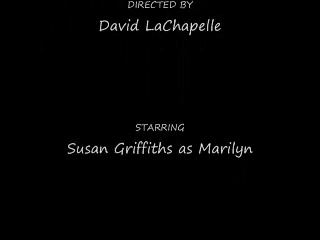 DIRECTED BY
David LaChapelle
STARRING
Susan Griffiths as Marilyn